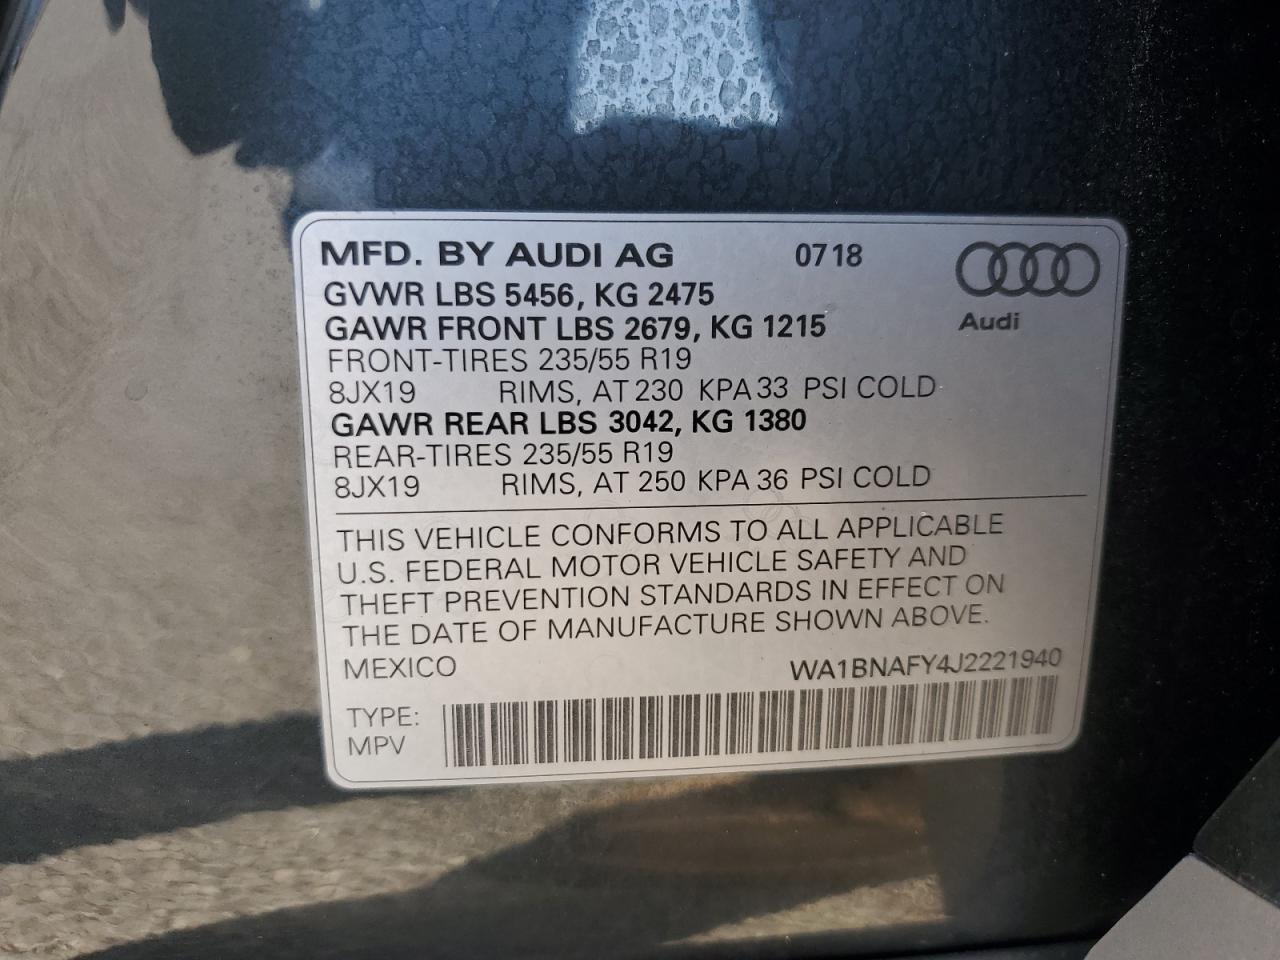 MFD. BY AUDI AG 0718
GVWR LBS 5456, KG 2475
GAWR FRONT LBS 2679, KG 1215
Audi
FRONT-TIRES 235/55 R19
8JX19 RIMS, AT 230 KPA 33 PSI COLD
GAWR REAR LBS 3042, KG 1380
REAR-TIRES 235/55 R19
8JX19 RIMS, AT 250 KPA 36 PSI COLD
THIS VEHICLE CONFORMS TO ALL APPLICABLE
U.S. FEDERAL MOTOR VEHICLE SAFETY AND
THEFT PREVENTION STANDARDS IN EFFECT ON
THE DATE OF MANUFACTURE SHOWN ABOVE.
MEXICO WA1BNAFY4J2221940
TYPE:
MPV